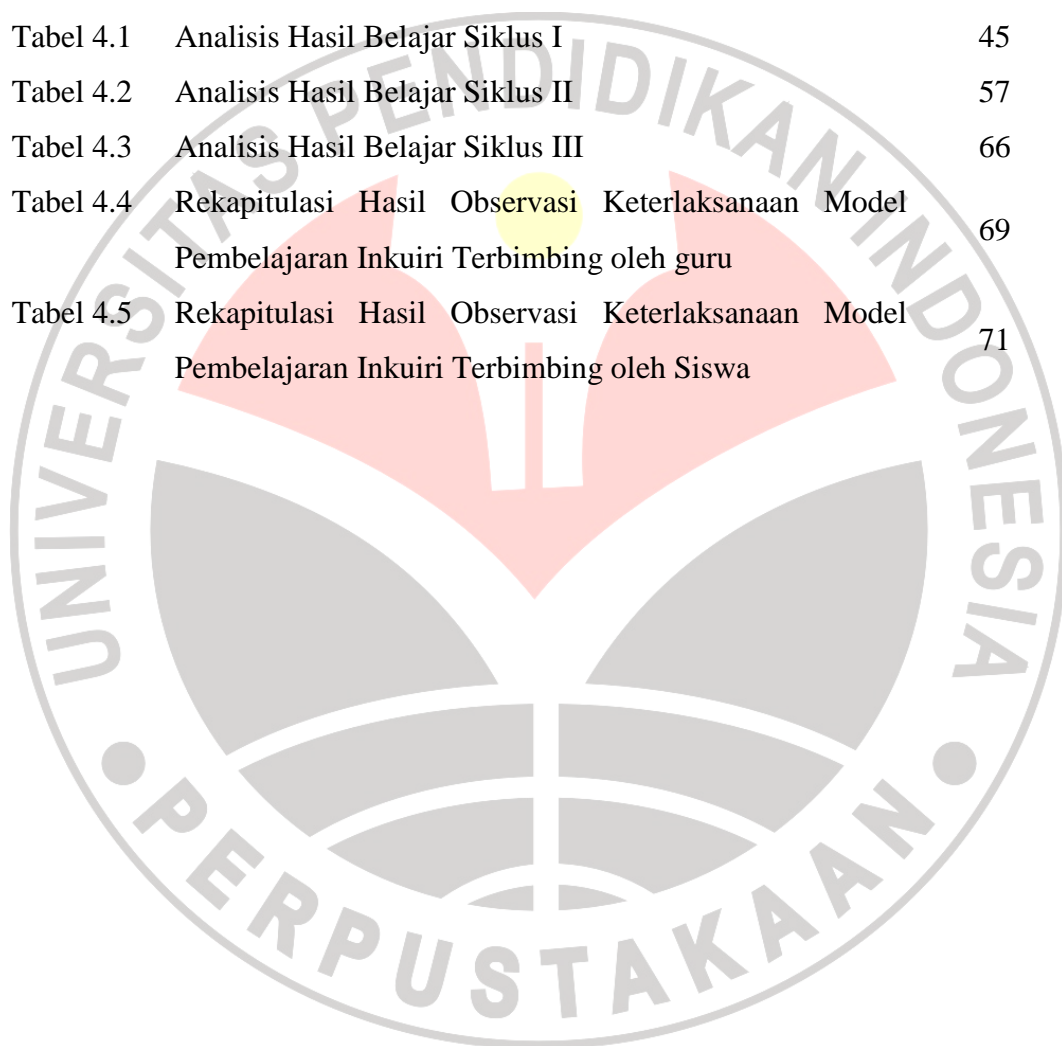 Tabel 4.1 Analisis Hasil Belajar Siklus I 45
Tabel 4.2 Analisis Hasil Belajar Siklus II 57
Tabel 4.3 Analisis Hasil Belajar Siklus III 66
Tabel 4.4 Rekapitulasi Hasil Observasi Keterlaksanaan Model
Pembelajaran Inkuiri Terbimbing oleh guru 69
Tabel 4.5 Rekapitulasi Hasil Observasi Keterlaksanaan Model
Pembelajaran Inkuiri Terbimbing oleh Siswa 71
UNIVERSITAS PENDIDIKAN INDONESIA
PERPUSTAKAAN